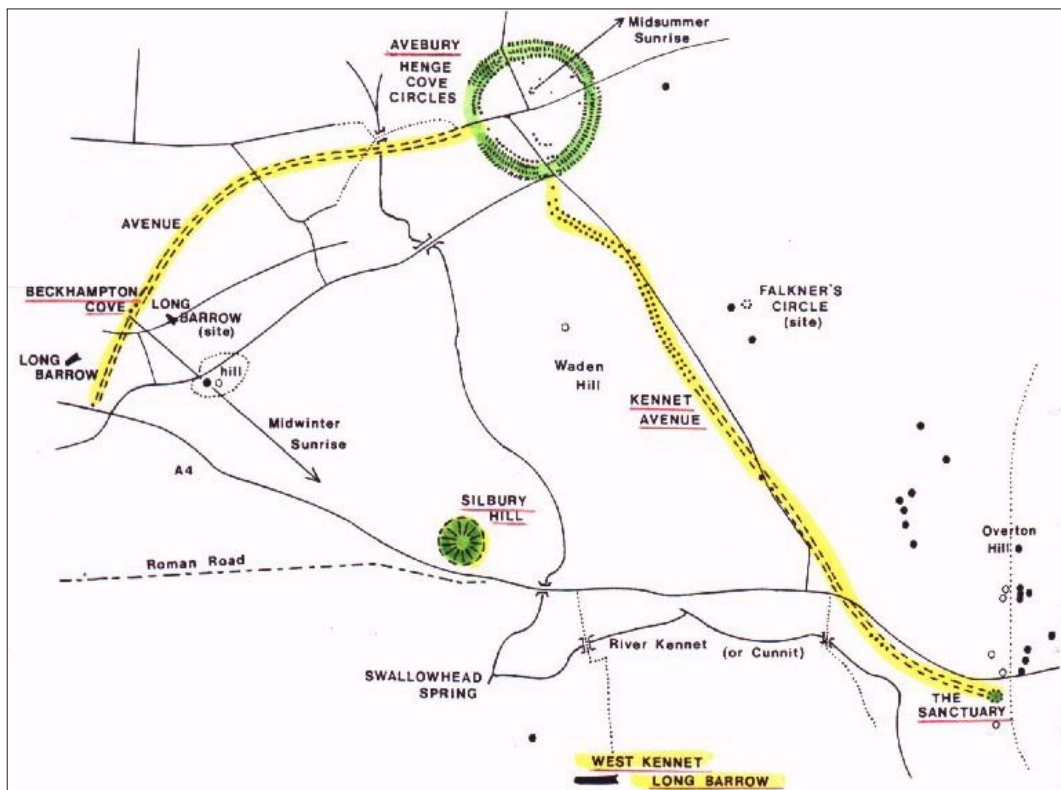 Midsummer
Sunrise
AVEBURY
HENGE
COVE
CIRCLES
AVENUE
BECKHAMPTON
COVE
LONG
BARROW
(site)
LONG
BARROW
hill
FALKNER'S
CIRCLE
(site)
Waden
Hill
KENNET
AVENUE
Midwinter
Sunrise
A4
SILBURY
HILL
Overton
Hill
Roman Road
River Kennet
(or Cunnit)
SWALLOWHEAD
SPRING
THE
SANCTUARY
WEST KENNET
LONG BARROW